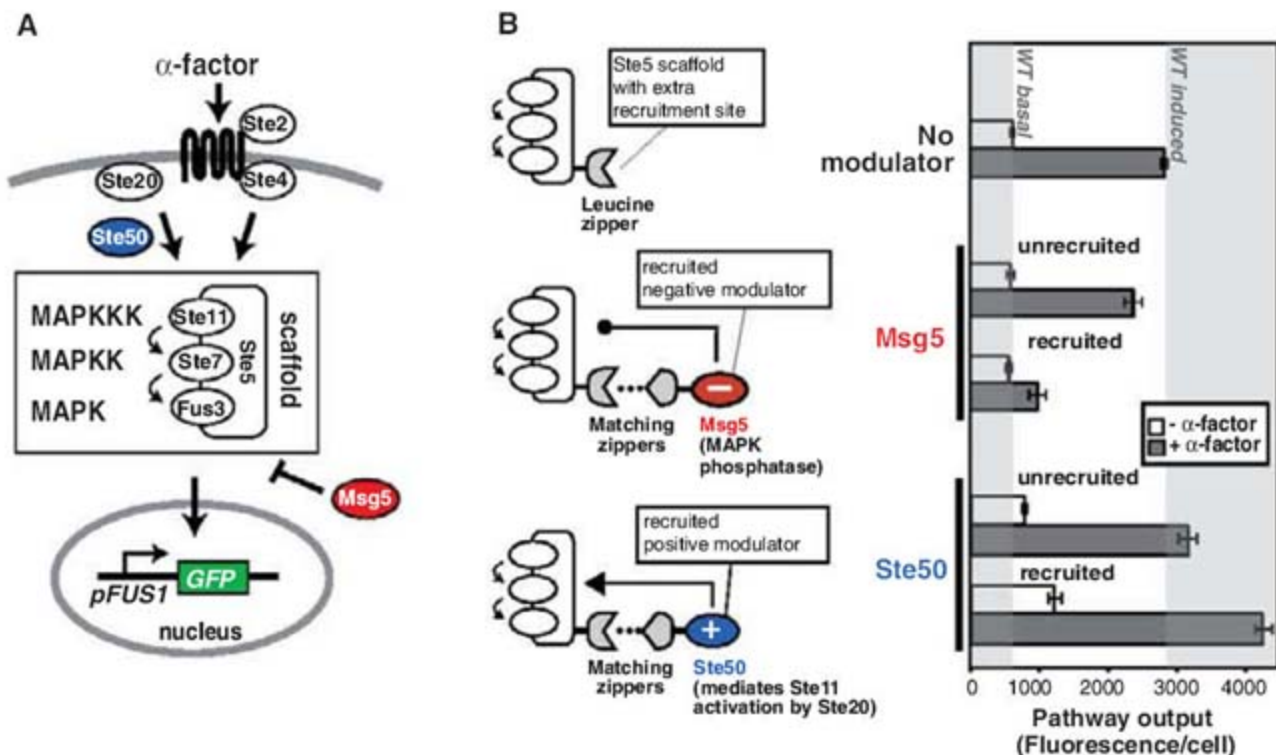 A
α-factor
Ste2
Ste20
Ste4
Ste50
MAPKKK
MAPKK
MAPK
Ste11
Ste7
Fus3
Ste5
scaffold
Msg5
pFUS1
GFP
nucleus
B
Ste5 scaffold
with extra
recruitment site
Leucine
zipper
recruited
negative modulator
Matching
zippers
Msg5
(MAPK
phosphatase)
recruited
positive modulator
+
Matching
zippers
Ste50
(mediates Ste11
activation by Ste20)
WT basal
WT induced
No
modulator
unrecruited
Msg5
recruited
- α-factor
+ α-factor
unrecruited
Ste50
recruited
0 1000 2000 3000 4000
Pathway output
(Fluorescence/cell)